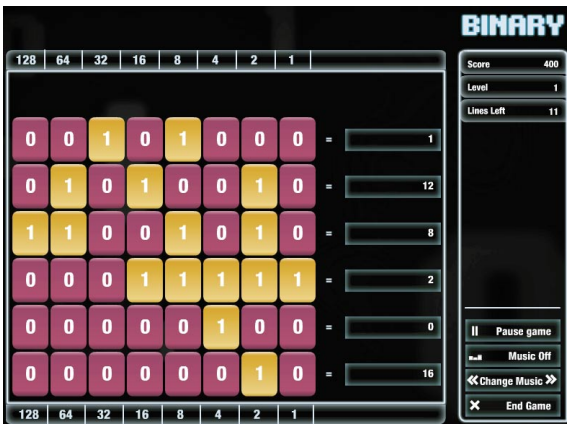 BINARY
128 64 32 16 8 4 2 1
Score 400
Level 1
Lines Left 11
0 0 1 0 1 0 0 0 = 1
0 1 0 1 0 0 1 0 = 12
1 1 0 0 1 0 1 0 = 8
0 0 0 1 1 1 1 1 = 2
0 0 0 0 0 1 0 0 = 0
0 0 0 0 0 0 1 0 = 16
128 64 32 16 8 4 2 1
Pause game
Music Off
Change Music
End Game